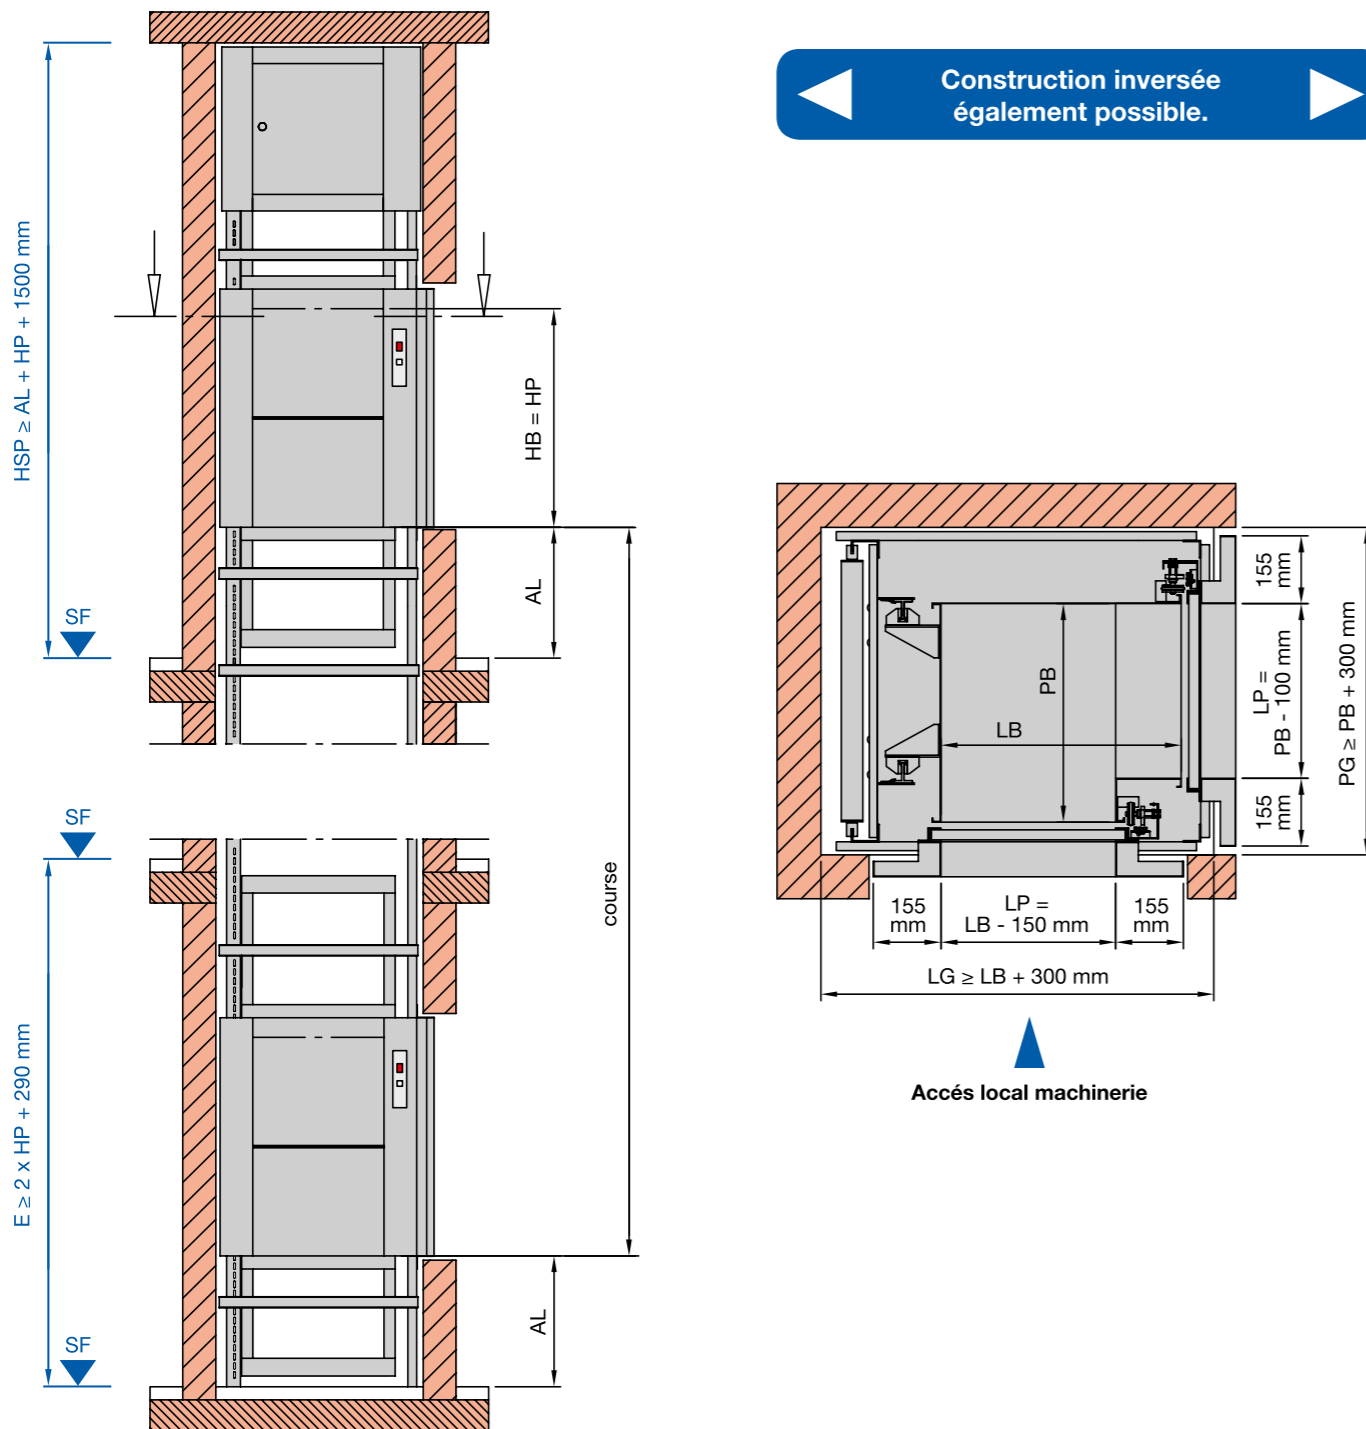 Construction inversée
également possible.
HSP ≥ AL + HP + 1500 mm
HB = HP
AL
SF
SF
course
E ≥ 2 x HP + 290 mm
AL
SF
155
mm
LP =
PB - 100 mm
155
mm
PG ≥ PB + 300 mm
PB
LB
155
mm
LP =
LB - 150 mm
155
mm
LG ≥ LB + 300 mm
Accés local machinerie